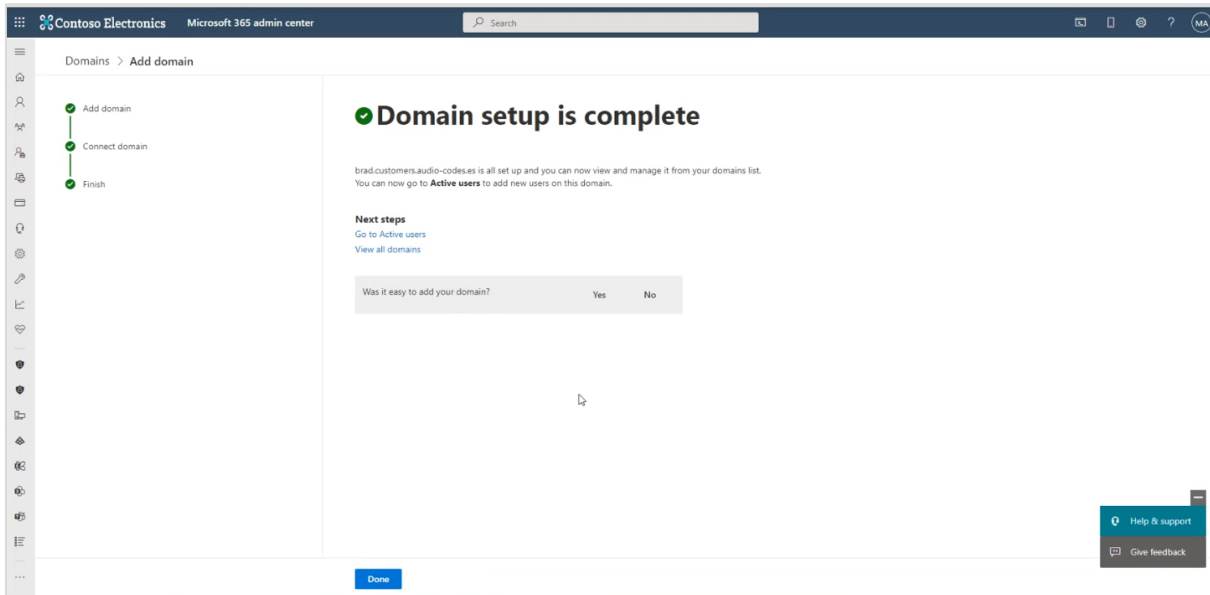 Contoso Electronics Microsoft 365 admin center Search ? MA
Domains > Add domain
Add domain
Connect domain
Finish
Domain setup is complete
brad.customers.audio-codes.es is all set up and you can now view and manage it from your domains list.
You can now go to Active users to add new users on this domain.
Next steps
Go to Active users
View all domains
Was it easy to add your domain? Yes No
Help & support
Give feedback
Done